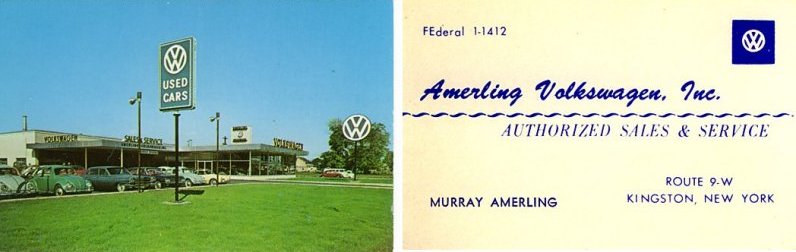 VW
USED
CARS
VOLKSWAGEN
SALES & SERVICE
VOLKSWAGEN
VW
FEderal 1-1412
VW
Amerling Volkswagen, Inc.
AUTHORIZED SALES & SERVICE
MURRAY AMERLING
ROUTE 9-W
KINGSTON, NEW YORK